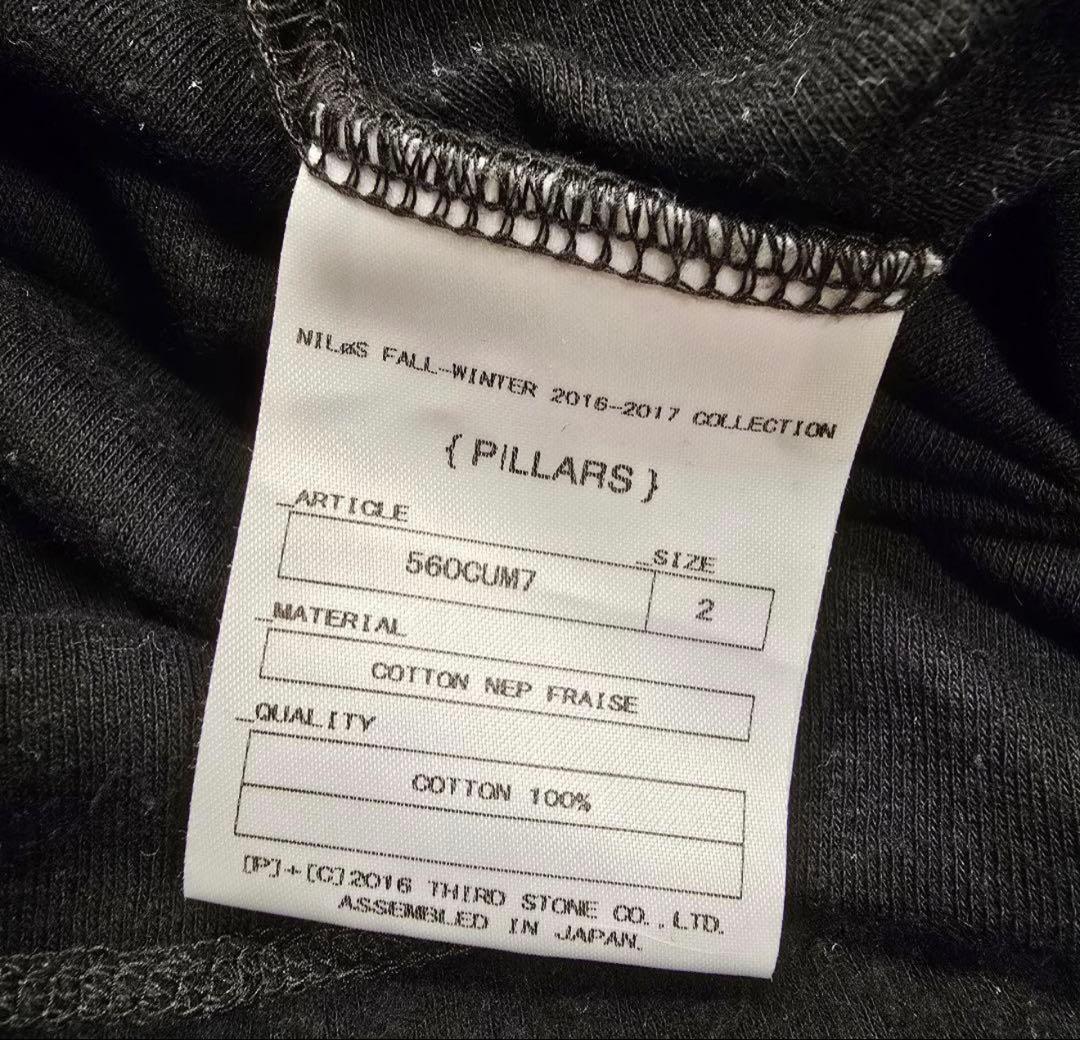 NILøS FALL-WINTER 2016-2017 COLLECTION
{ PILLARS }
_ARTICLE _SIZE
560CUM7 2
_MATERIAL
COTTON NEP FRAISE
_QUALITY
COTTON 100%
[P]+[C]2016 THIRD STONE CO.,LTD.
ASSEMBLED IN JAPAN.